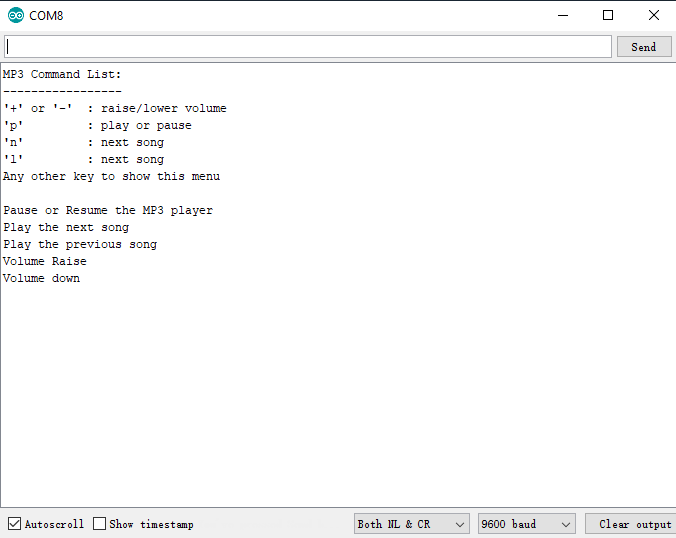 COM8
Send
MP3 Command List:
-----------------
'+' or '-'  : raise/lower volume
'p'         : play or pause
'n'         : next song
'l'         : next song
Any other key to show this menu

Pause or Resume the MP3 player
Play the next song
Play the previous song
Volume Raise
Volume down
Autoscroll Show timestamp Both NL & CR 9600 baud Clear output